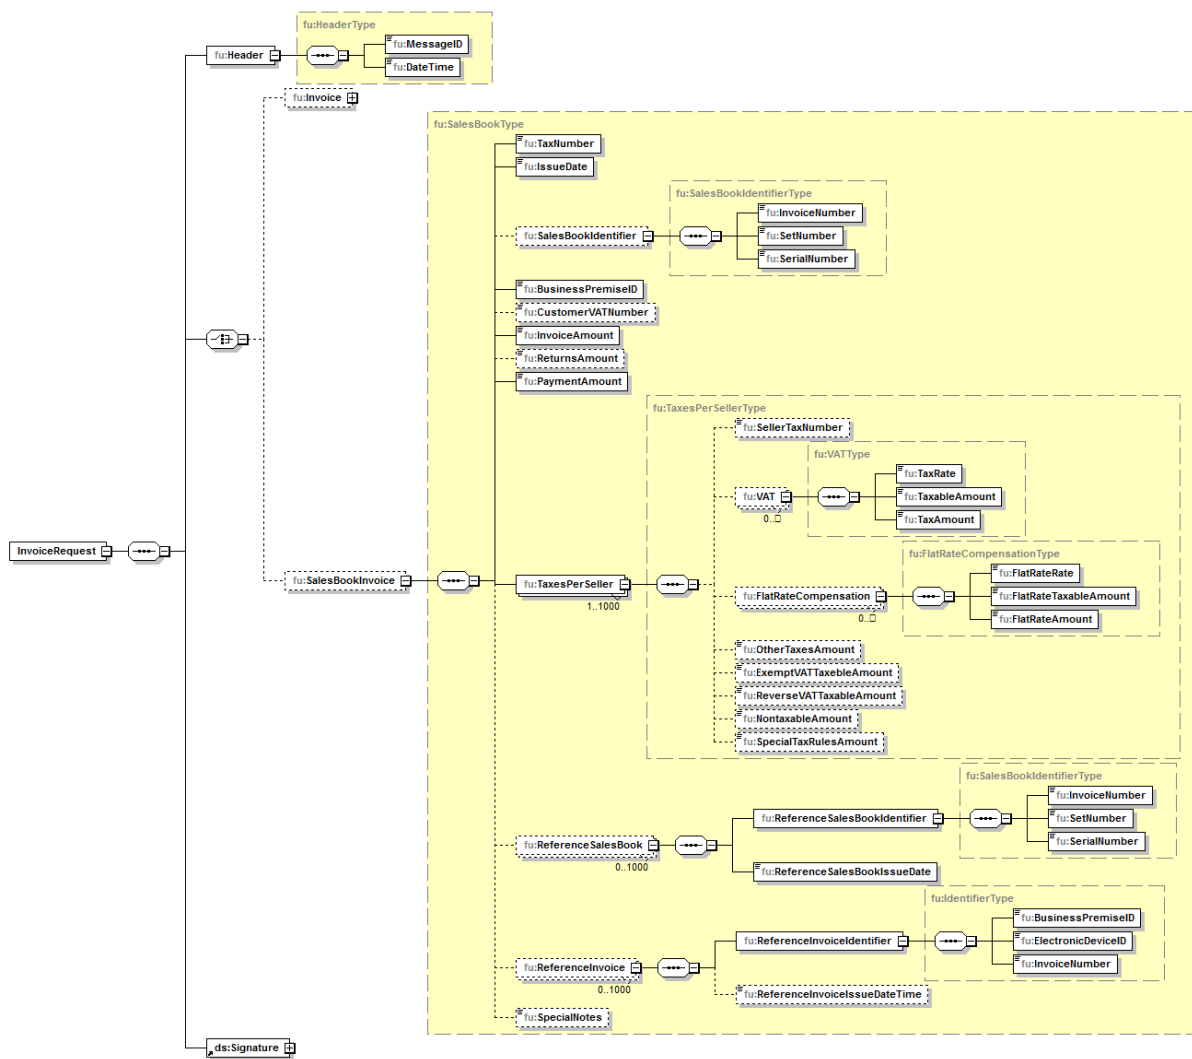 fu:HeaderType
fu:Header
fu:MessageID
fu:DateTime
fu:Invoice
fu:SalesBookType
fu:TaxNumber
fu:IssueDate
fu:SalesBookIdentifierType
fu:InvoiceNumber
fu:SalesBookIdentifier
fu:SetNumber
fu:SerialNumber
fu:BusinessPremiseID
fu:CustomerVATNumber
fu:InvoiceAmount
fu:ReturnsAmount
fu:PaymentAmount
fu:TaxesPerSellerType
fu:SellerTaxNumber
fu:VATType
fu:TaxRate
fu:VAT
fu:TaxableAmount
0..□
fu:TaxAmount
InvoiceRequest
fu:SalesBookInvoice
fu:TaxesPerSeller
1..1000
fu:FlatRateCompensationType
fu:FlatRateRate
fu:FlatRateCompensation
fu:FlatRateTaxableAmount
0..□
fu:FlatRateAmount
fu:OtherTaxesAmount
fu:ExemptVATTaxebleAmount
fu:ReverseVATTaxableAmount
fu:NontaxableAmount
fu:SpecialTaxRulesAmount
fu:SalesBookIdentifierType
fu:InvoiceNumber
fu:ReferenceSalesBookIdentifier
fu:SetNumber
fu:SerialNumber
fu:ReferenceSalesBook
0..1000
fu:ReferenceSalesBookIssueDate
fu:IdentifierType
fu:BusinessPremiseID
fu:ReferenceInvoiceIdentifier
fu:ElectronicDeviceID
fu:InvoiceNumber
fu:ReferenceInvoice
0..1000
fu:ReferenceInvoiceIssueDateTime
fu:SpecialNotes
ds:Signature